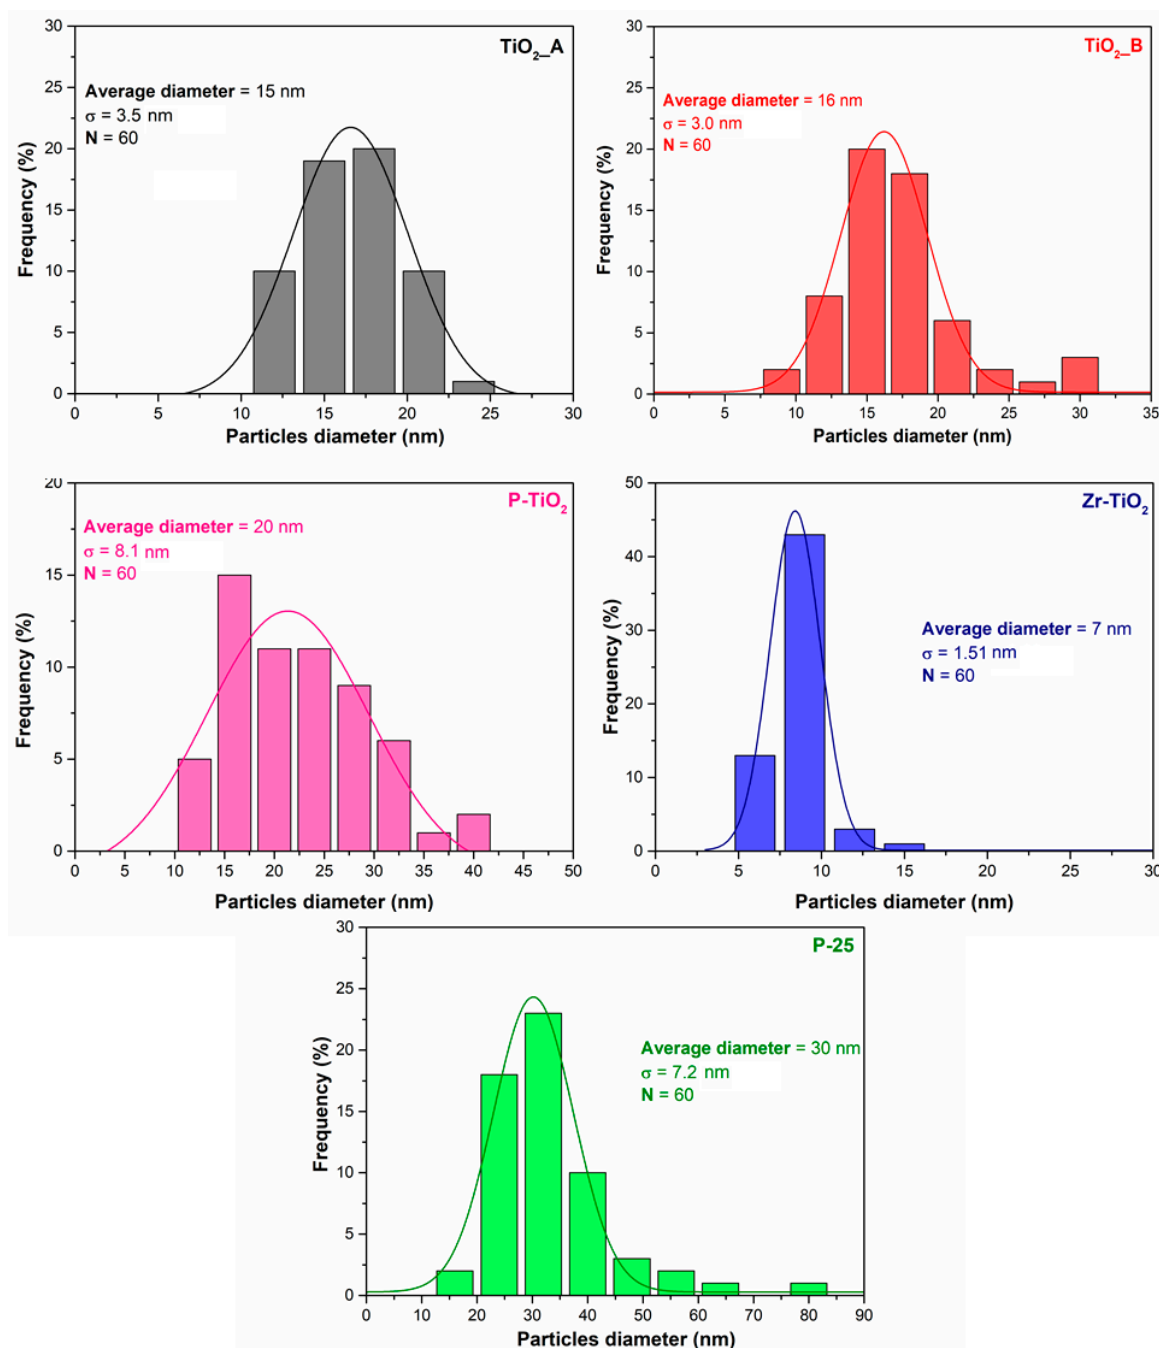 TiO2_A
Average diameter = 15 nm
σ = 3.5 nm
N = 60
Frequency (%)
30
25
20
15
10
5
0
0 5 10 15 20 25 30
Particles diameter (nm)
TiO2_B
Average diameter = 16 nm
σ = 3.0 nm
N = 60
Frequency (%)
30
25
20
15
10
5
0
0 5 10 15 20 25 30 35
Particles diameter (nm)
P-TiO2
Average diameter = 20 nm
σ = 8.1 nm
N = 60
Frequency (%)
20
15
10
5
0
0 5 10 15 20 25 30 35 40 45 50
Particles diameter (nm)
Zr-TiO2
Average diameter = 7 nm
σ = 1.51 nm
N = 60
Frequency (%)
50
40
30
20
10
0
0 5 10 15 20 25 30
Particles diameter (nm)
P-25
Average diameter = 30 nm
σ = 7.2 nm
N = 60
Frequency (%)
30
25
20
15
10
5
0
0 10 20 30 40 50 60 70 80 90
Particles diameter (nm)